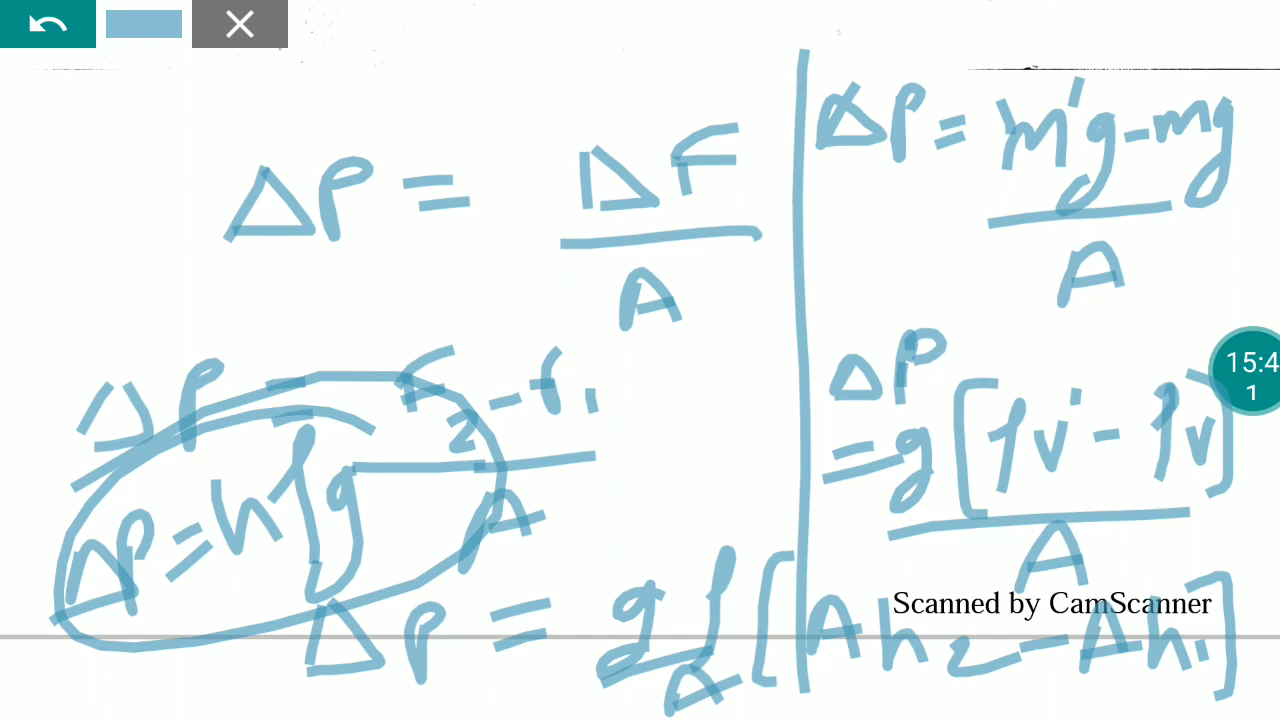 ΔP = ΔF / A
ΔP = F₂ - F₁ / A
ΔP = hρg
ΔP = m'g - mg / A
ΔP
= g [ρv' - ρv] / A
ΔP = gρ / A [Ah₂ - Ah₁]
15:4
1
Scanned by CamScanner